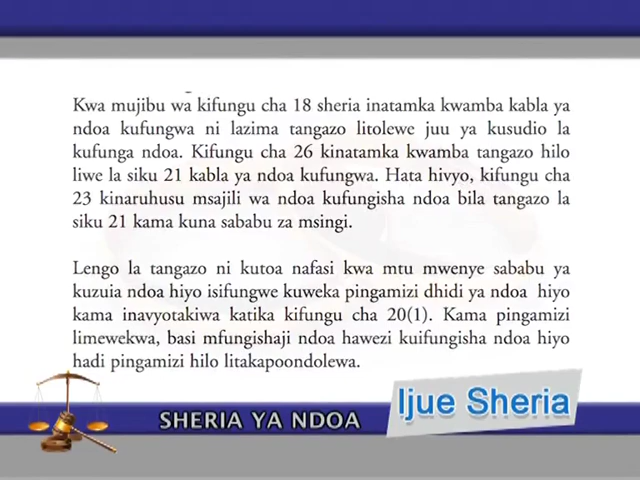 Kwa mujibu wa kifungu cha 18 sheria inatamka kwamba kabla ya
ndoa kufungwa ni lazima tangazo litolewe juu ya kusudio la
kufunga ndoa. Kifungu cha 26 kinatamka kwamba tangazo hilo
liwe la siku 21 kabla ya ndoa kufungwa. Hata hivyo, kifungu cha
23 kinaruhusu msajili wa ndoa kufungisha ndoa bila tangazo la
siku 21 kama kuna sababu za msingi.
Lengo la tangazo ni kutoa nafasi kwa mtu mwenye sababu ya
kuzuia ndoa hiyo isifungwe kuweka pingamizi dhidi ya ndoa hiyo
kama inavyotakiwa katika kifungu cha 20(1). Kama pingamizi
limewekwa, basi mfungishaji ndoa hawezi kuifungisha ndoa hiyo
hadi pingamizi hilo litakapoondolewa.
SHERIA YA NDOA
Ijue Sheria